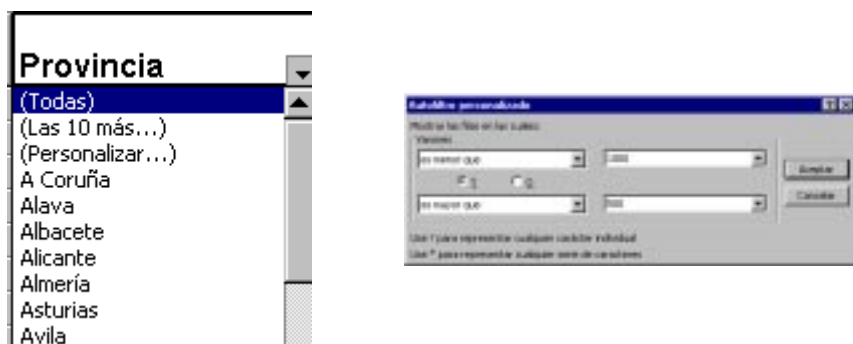 Provincia
(Todas)
(Las 10 más...)
(Personalizar...)
A Coruña
Alava
Albacete
Alicante
Almería
Asturias
Avila
Autofiltro personalizado
Mostrar las filas en las cuales:
Varones
es menor que 1000
Aceptar
Y O
Cancelar
es mayor que 500
Use ? para representar cualquier carácter individual
Use * para representar cualquier serie de caracteres